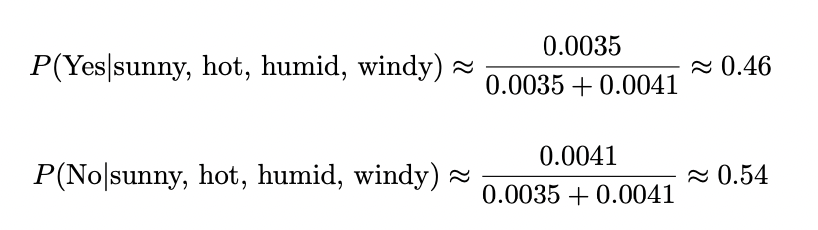 P(Yes|sunny, hot, humid, windy) ≈ 0.0035 / 0.0035 + 0.0041 ≈ 0.46
P(No|sunny, hot, humid, windy) ≈ 0.0041 / 0.0035 + 0.0041 ≈ 0.54